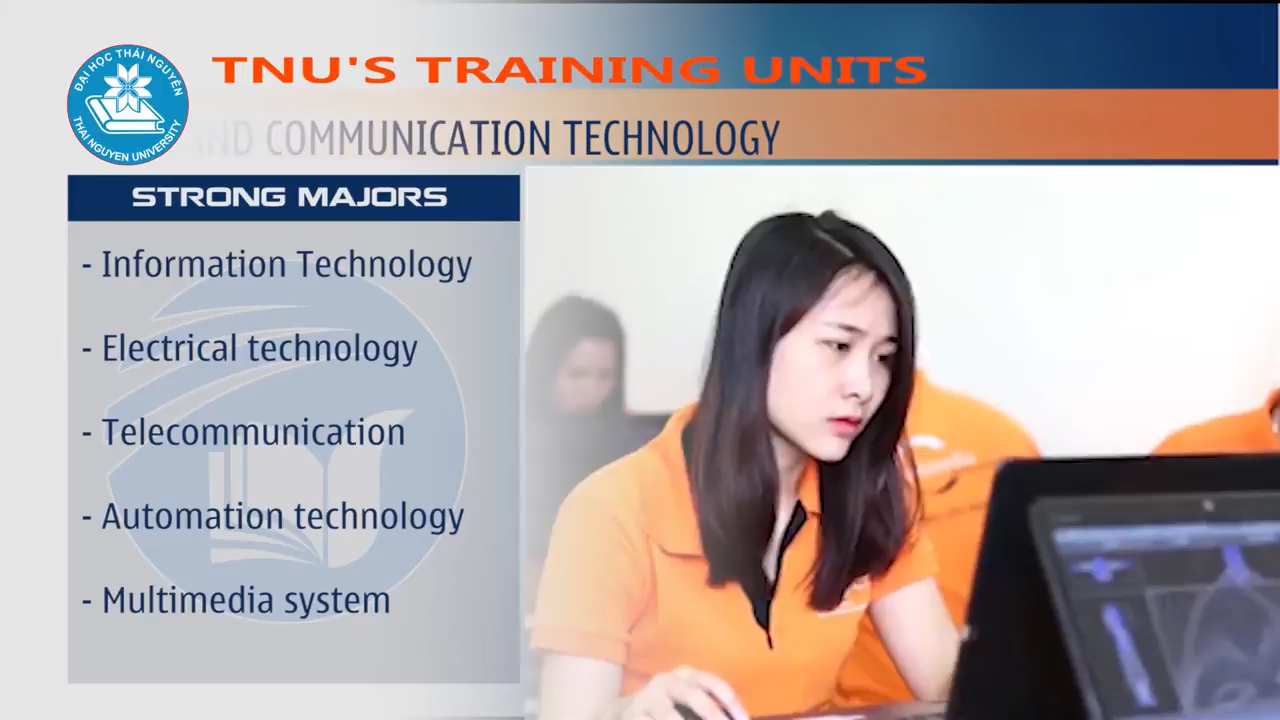 ĐẠI HỌC THÁI NGUYÊN
THAI NGUYEN UNIVERSITY
TNU'S TRAINING UNITS
AND COMMUNICATION TECHNOLOGY
STRONG MAJORS
- Information Technology
- Electrical technology
- Telecommunication
- Automation technology
- Multimedia system